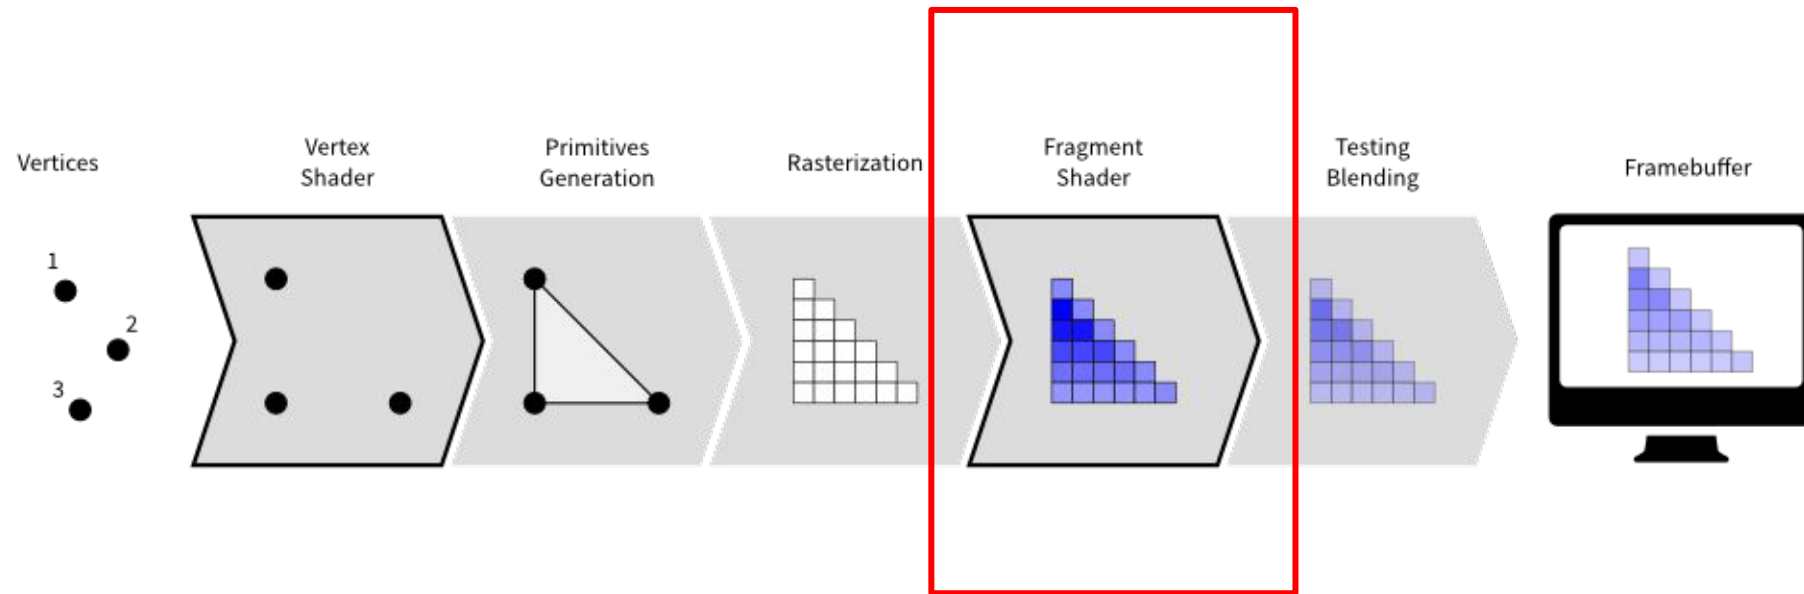 Vertices
Vertex
Shader
Primitives
Generation
Rasterization
Fragment
Shader
Testing
Blending
Framebuffer
1
2
3